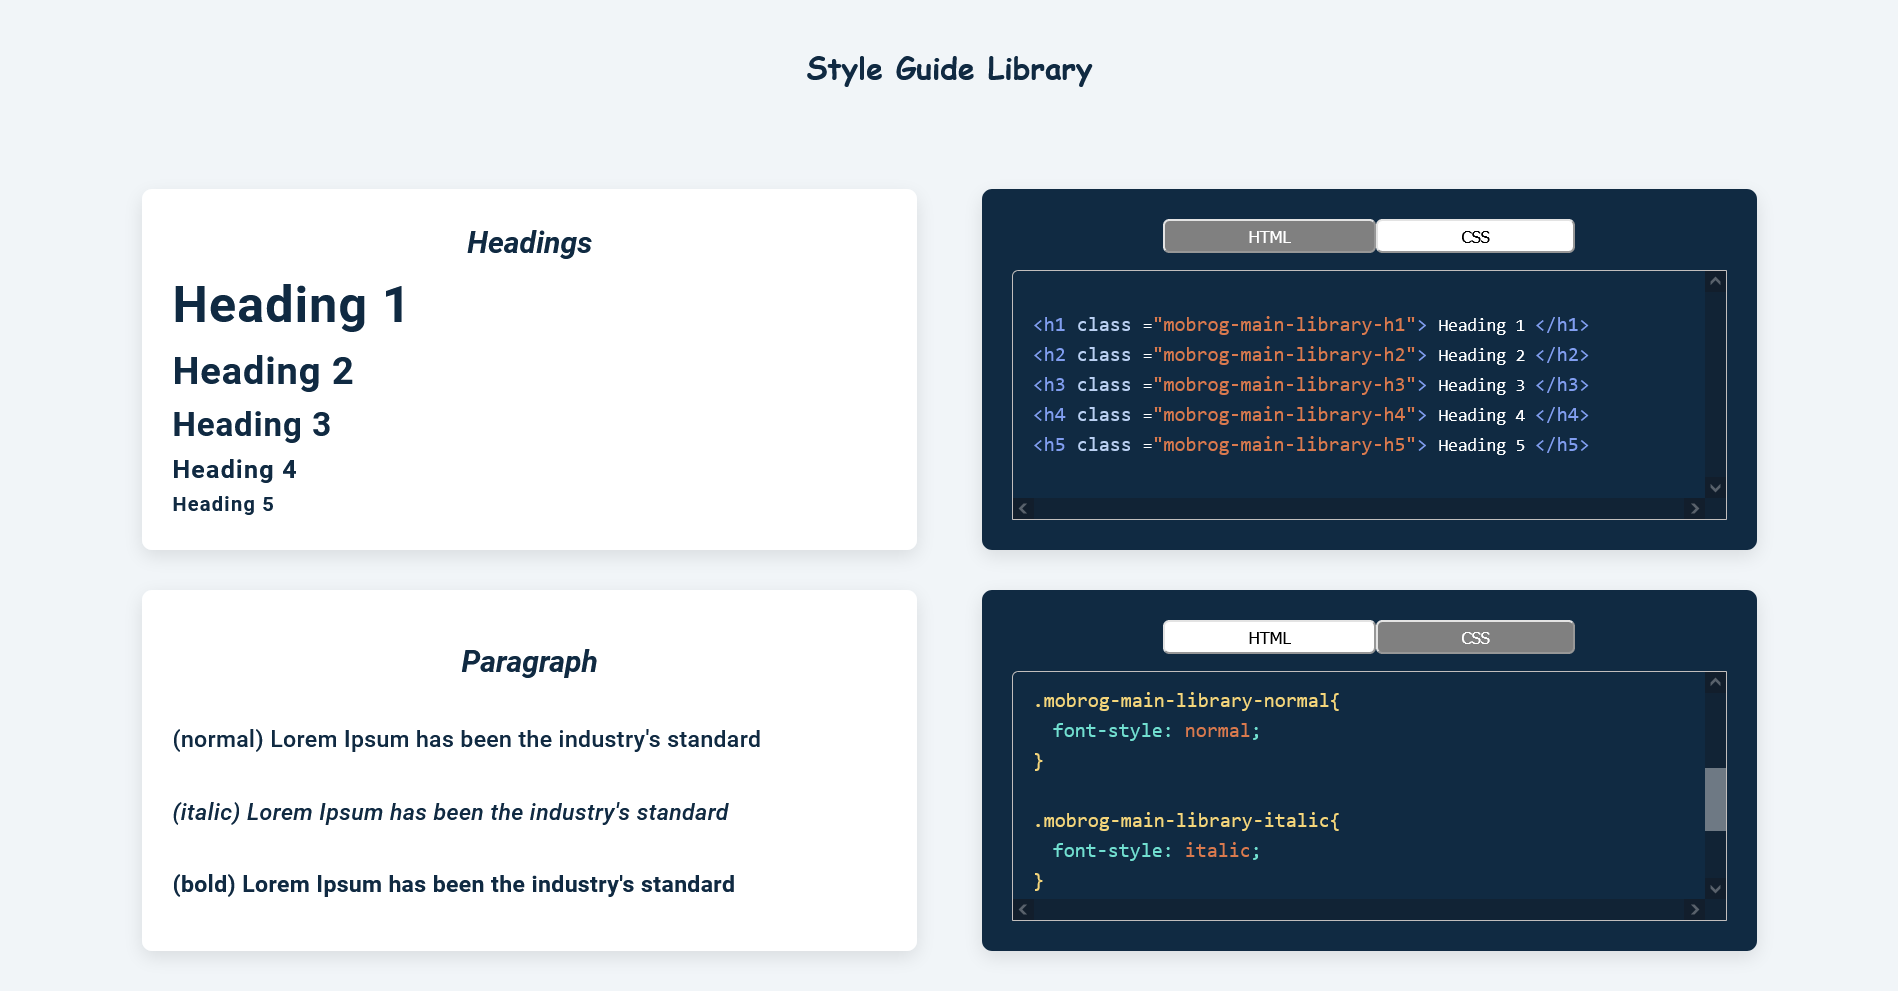 Style Guide Library
Headings
Heading 1
Heading 2
Heading 3
Heading 4
Heading 5
HTML CSS
<h1 class ="mobrog-main-library-h1"> Heading 1 </h1>
<h2 class ="mobrog-main-library-h2"> Heading 2 </h2>
<h3 class ="mobrog-main-library-h3"> Heading 3 </h3>
<h4 class ="mobrog-main-library-h4"> Heading 4 </h4>
<h5 class ="mobrog-main-library-h5"> Heading 5 </h5>
Paragraph
(normal) Lorem Ipsum has been the industry's standard
(italic) Lorem Ipsum has been the industry's standard
(bold) Lorem Ipsum has been the industry's standard
HTML CSS
.mobrog-main-library-normal{
font-style: normal;
}
.mobrog-main-library-italic{
font-style: italic;
}